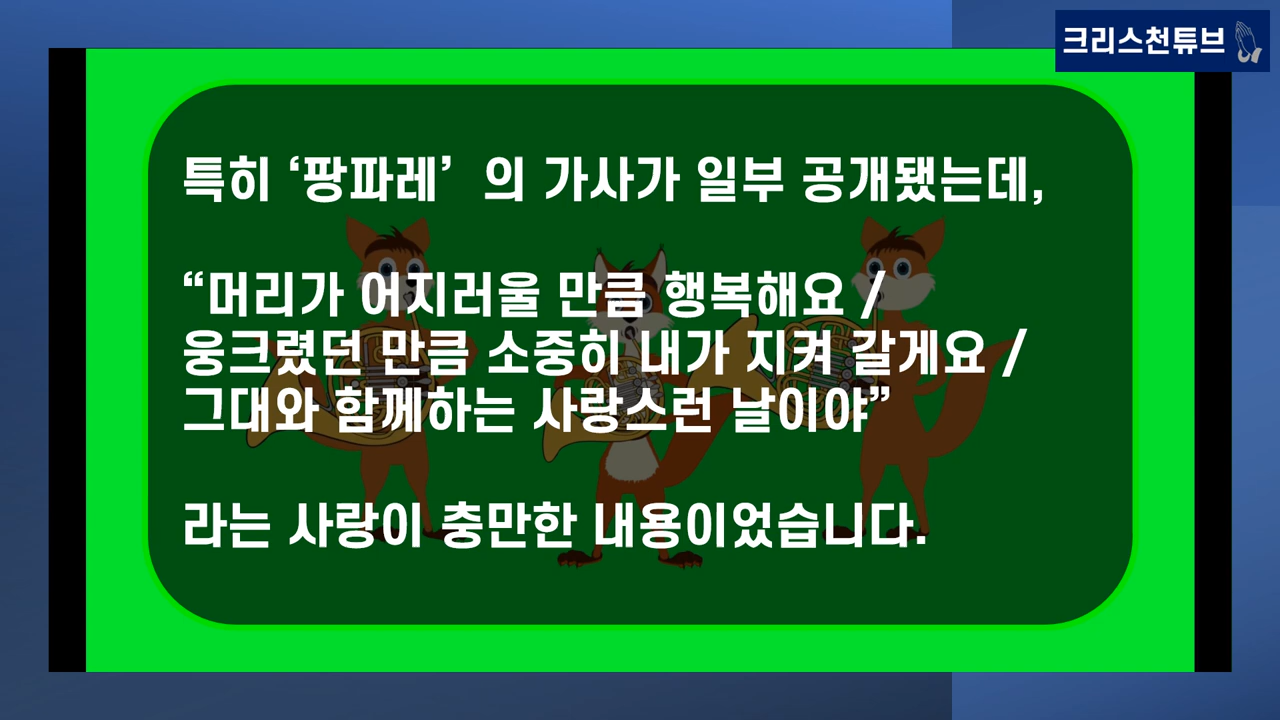 크리스천튜브
특히 ‘팡파레’ 의 가사가 일부 공개됐는데,
“머리가 어지러울 만큼 행복해요 /
웅크렸던 만큼 소중히 내가 지켜 갈게요 /
그대와 함께하는 사랑스런 날이야”
라는 사랑이 충만한 내용이었습니다.